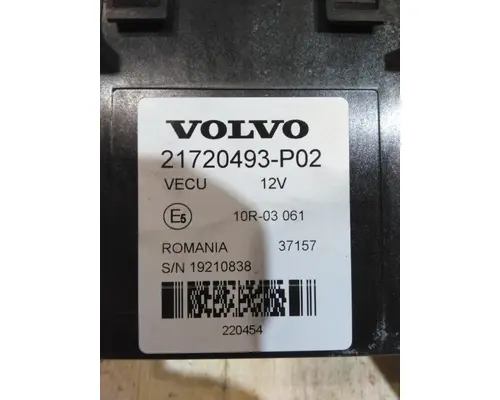 VOLVO
21720493-P02
VECU 12V
E5 10R-03 061
ROMANIA 37157
S/N 19210838
220454